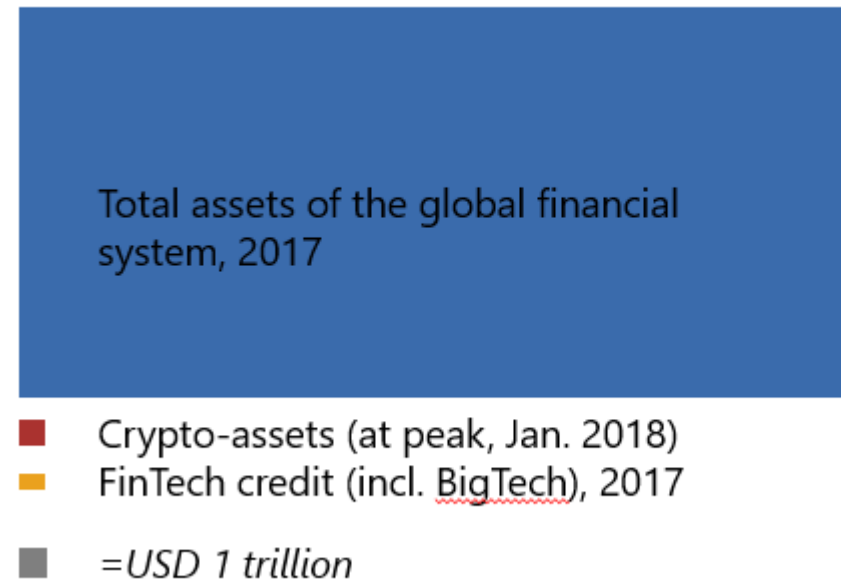 Total assets of the global financial
system, 2017
Crypto-assets (at peak, Jan. 2018)
FinTech credit (incl. BigTech), 2017
=USD 1 trillion